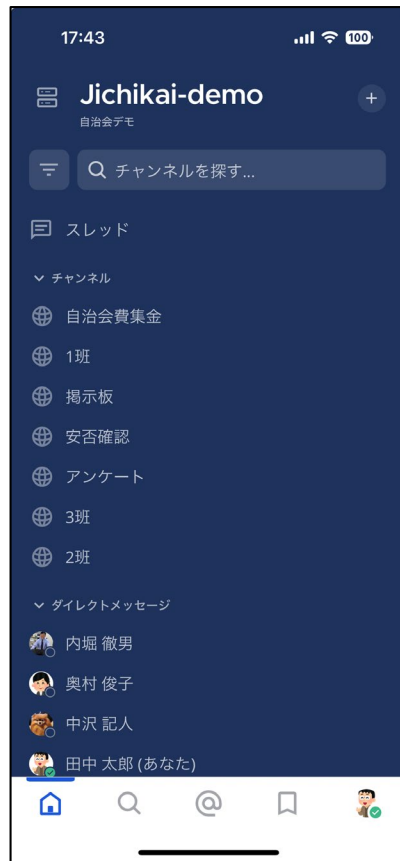 17:43
100
Jichikai-demo
自治会デモ
チャンネルを探す...
スレッド
チャンネル
自治会費集金
1班
掲示板
安否確認
アンケート
3班
2班
ダイレクトメッセージ
内堀 徹男
奥村 俊子
中沢 記人
田中 太郎 (あなた)